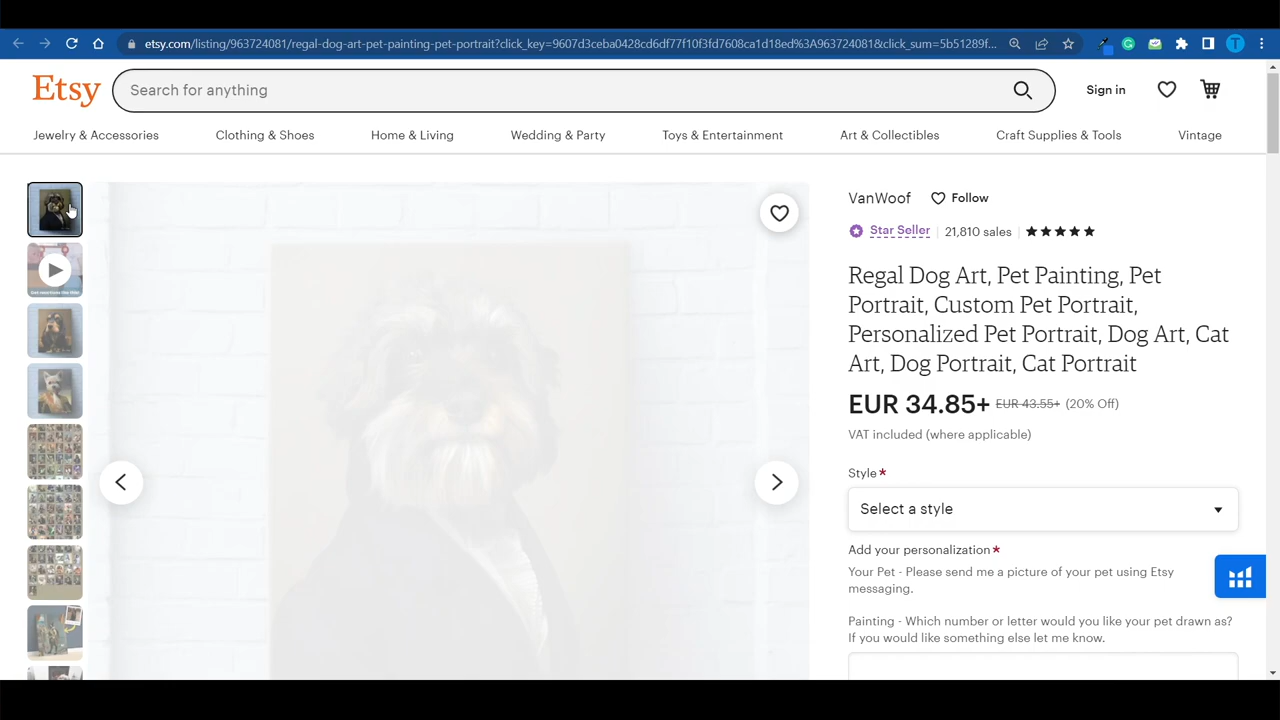 etsy.com/listing/963724081/regal-dog-art-pet-painting-pet-portrait?click_key=9607d3ceba0428cd6df77f10f3fd7608ca1d18ed%3A963724081&click_sum=5b51289f...
T
Etsy
Search for anything
Sign in
Jewelry & Accessories
Clothing & Shoes
Home & Living
Wedding & Party
Toys & Entertainment
Art & Collectibles
Craft Supplies & Tools
Vintage
VanWoof
Follow
Star Seller
21,810 sales
Regal Dog Art, Pet Painting, Pet
Portrait, Custom Pet Portrait,
Personalized Pet Portrait, Dog Art, Cat
Art, Dog Portrait, Cat Portrait
EUR 34.85+ EUR 43.55+ (20% Off)
VAT included (where applicable)
Style*
Select a style
Add your personalization*
Your Pet - Please send me a picture of your pet using Etsy
messaging.
Painting - Which number or letter would you like your pet drawn as?
If you would like something else let me know.